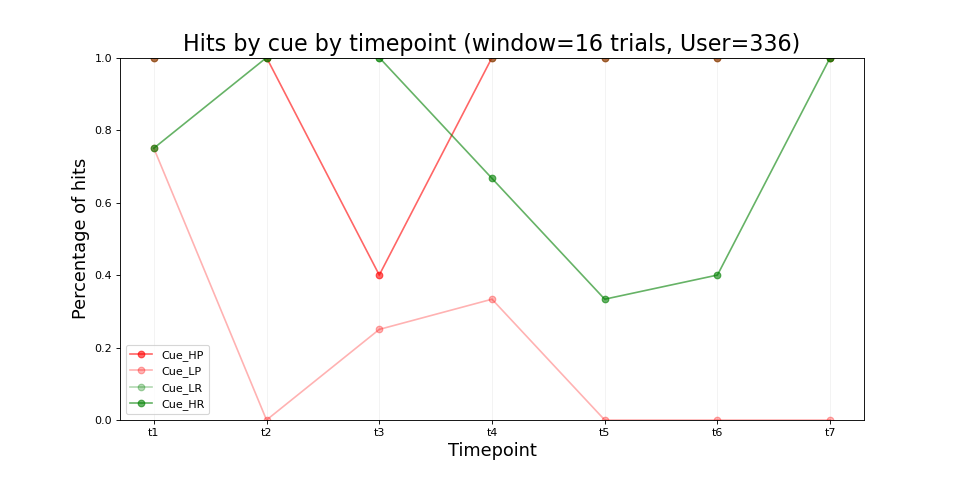 Hits by cue by timepoint (window=16 trials, User=336)
Percentage of hits
1.0
0.8
0.6
0.4
0.2
0.0
Cue_HP
Cue_LP
Cue_LR
Cue_HR
t1 t2 t3 t4 t5 t6 t7
Timepoint